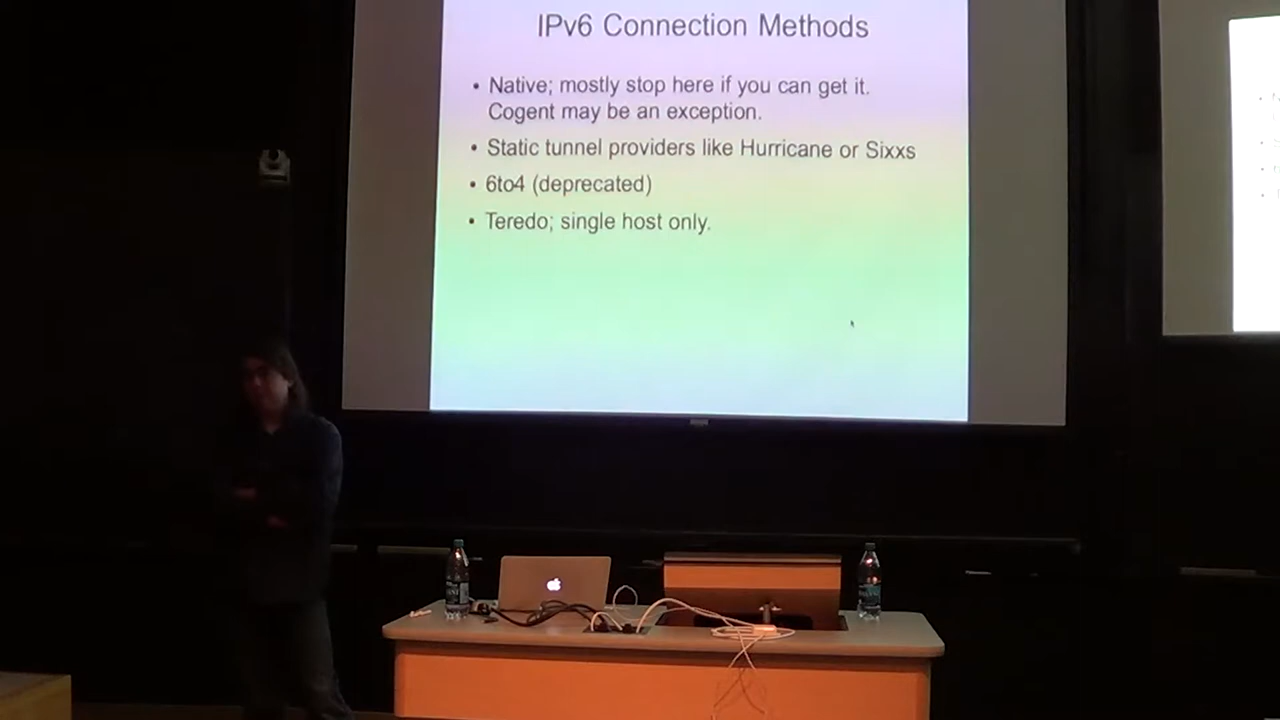 IPv6 Connection Methods
• Native; mostly stop here if you can get it.
Cogent may be an exception.
• Static tunnel providers like Hurricane or Sixxs
• 6to4 (deprecated)
• Teredo; single host only.